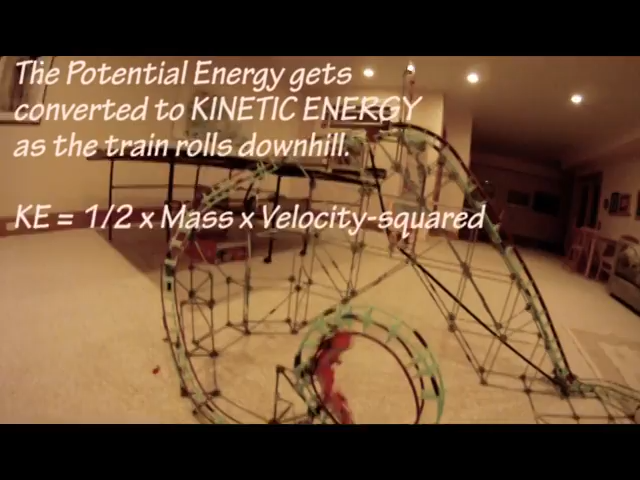 The Potential Energy gets
converted to KINETIC ENERGY
as the train rolls downhill.
KE = 1/2 x Mass x Velocity-squared